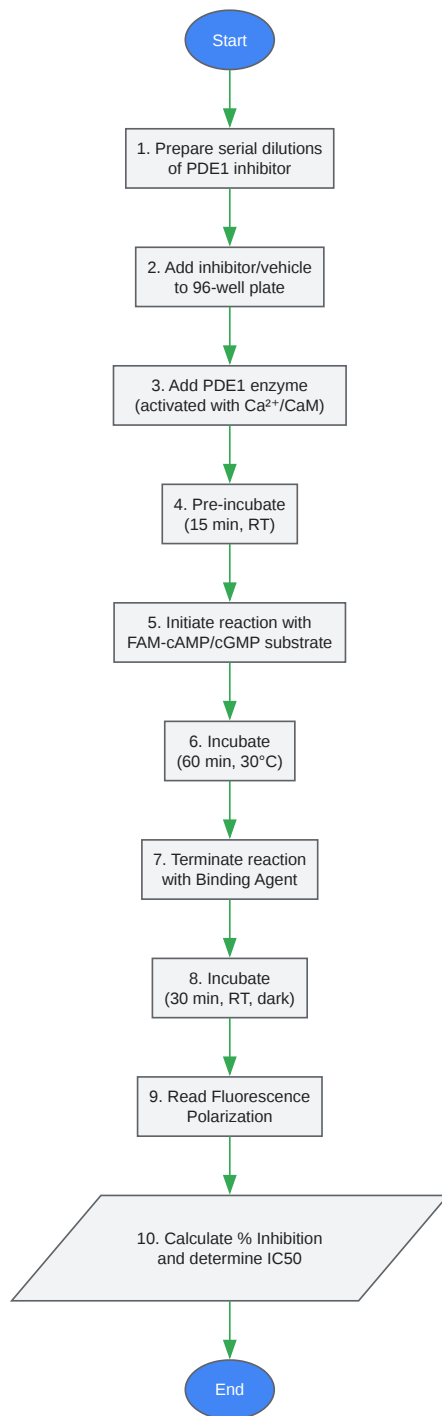 Start
1. Prepare serial dilutions
of PDE1 inhibitor
2. Add inhibitor/vehicle
to 96-well plate
3. Add PDE1 enzyme
(activated with Ca²⁺/CaM)
4. Pre-incubate
(15 min, RT)
5. Initiate reaction with
FAM-cAMP/cGMP substrate
6. Incubate
(60 min, 30°C)
7. Terminate reaction
with Binding Agent
8. Incubate
(30 min, RT, dark)
9. Read Fluorescence
Polarization
10. Calculate % Inhibition
and determine IC50
End